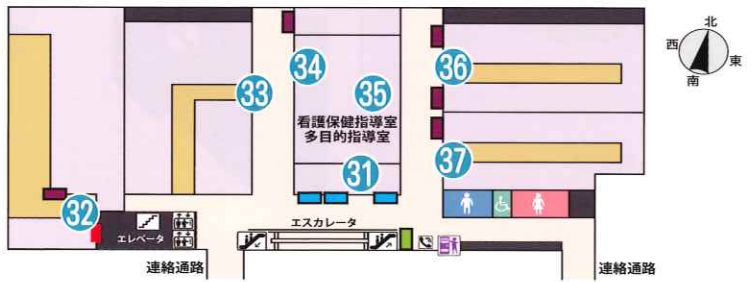 北
西
東
南
34
36
33
35
看護保健指導室
多目的指導室
37
31
32
エスカレータ
エレベータ
連絡通路
連絡通路